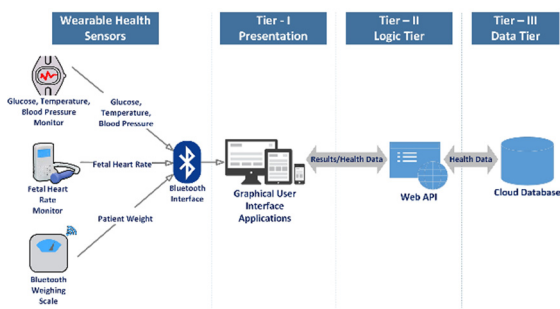 Wearable Health
Sensors
Tier - I
Presentation
Tier – II
Logic Tier
Tier – III
Data Tier
Glucose, Temperature,
Blood Pressure
Monitor
Glucose,
Temperature,
Blood Pressure
Fetal Heart Rate
Fetal Heart
Rate
Monitor
Patient Weight
Bluetooth
Weighing
Scale
Bluetooth
Interface
Graphical User
Interface
Applications
Results/Health Data
Web API
Health Data
Cloud Database